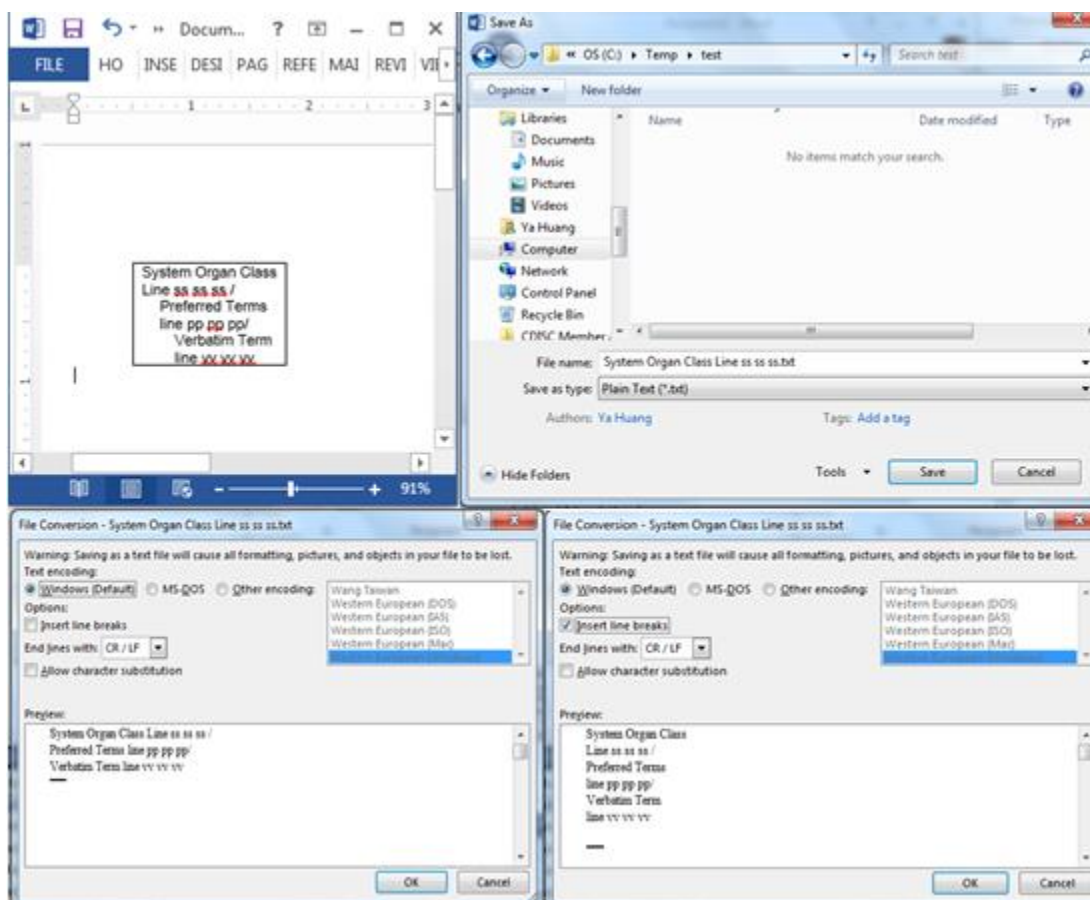 Docum... ?
FILE HO INSE DESI PAG REFE MAI REVI VII
1 2 3
System Organ Class
Line ss ss ss /
Preferred Terms
line pp pp pp/
Verbatim Term
line vv vv vv
91%
Save As
« OS (C:) Temp test
Search test
Organize New folder
Libraries
Documents
Music
Pictures
Videos
Ya Huang
Computer
Network
Control Panel
Recycle Bin
CDISC Member
Name Date modified Type
No items match your search.
File name: System Organ Class Line ss ss ss.txt
Save as type: Plain Text (*.txt)
Authors: Ya Huang Tags: Add a tag
Hide Folders Tools Save Cancel
File Conversion - System Organ Class Line ss ss ss.txt
Warning: Saving as a text file will cause all formatting, pictures, and objects in your file to be lost.
Text encoding:
Windows (Default) MS-DOS Other encoding:
Wang Taiwan
Western European (DOS)
Western European (IA5)
Western European (ISO)
Western European (Mac)
Options:
Insert line breaks
End lines with: CR / LF
Allow character substitution
Preview:
System Organ Class Line ss ss ss /
Preferred Terms line pp pp pp/
Verbatim Term line vv vv vv
OK Cancel
File Conversion - System Organ Class Line ss ss ss.txt
Warning: Saving as a text file will cause all formatting, pictures, and objects in your file to be lost.
Text encoding:
Windows (Default) MS-DOS Other encoding:
Wang Taiwan
Western European (DOS)
Western European (IA5)
Western European (ISO)
Western European (Mac)
Options:
Insert line breaks
End lines with: CR / LF
Allow character substitution
Preview:
System Organ Class
Line ss ss ss /
Preferred Terms
line pp pp pp/
Verbatim Term
line vv vv vv
OK Cancel